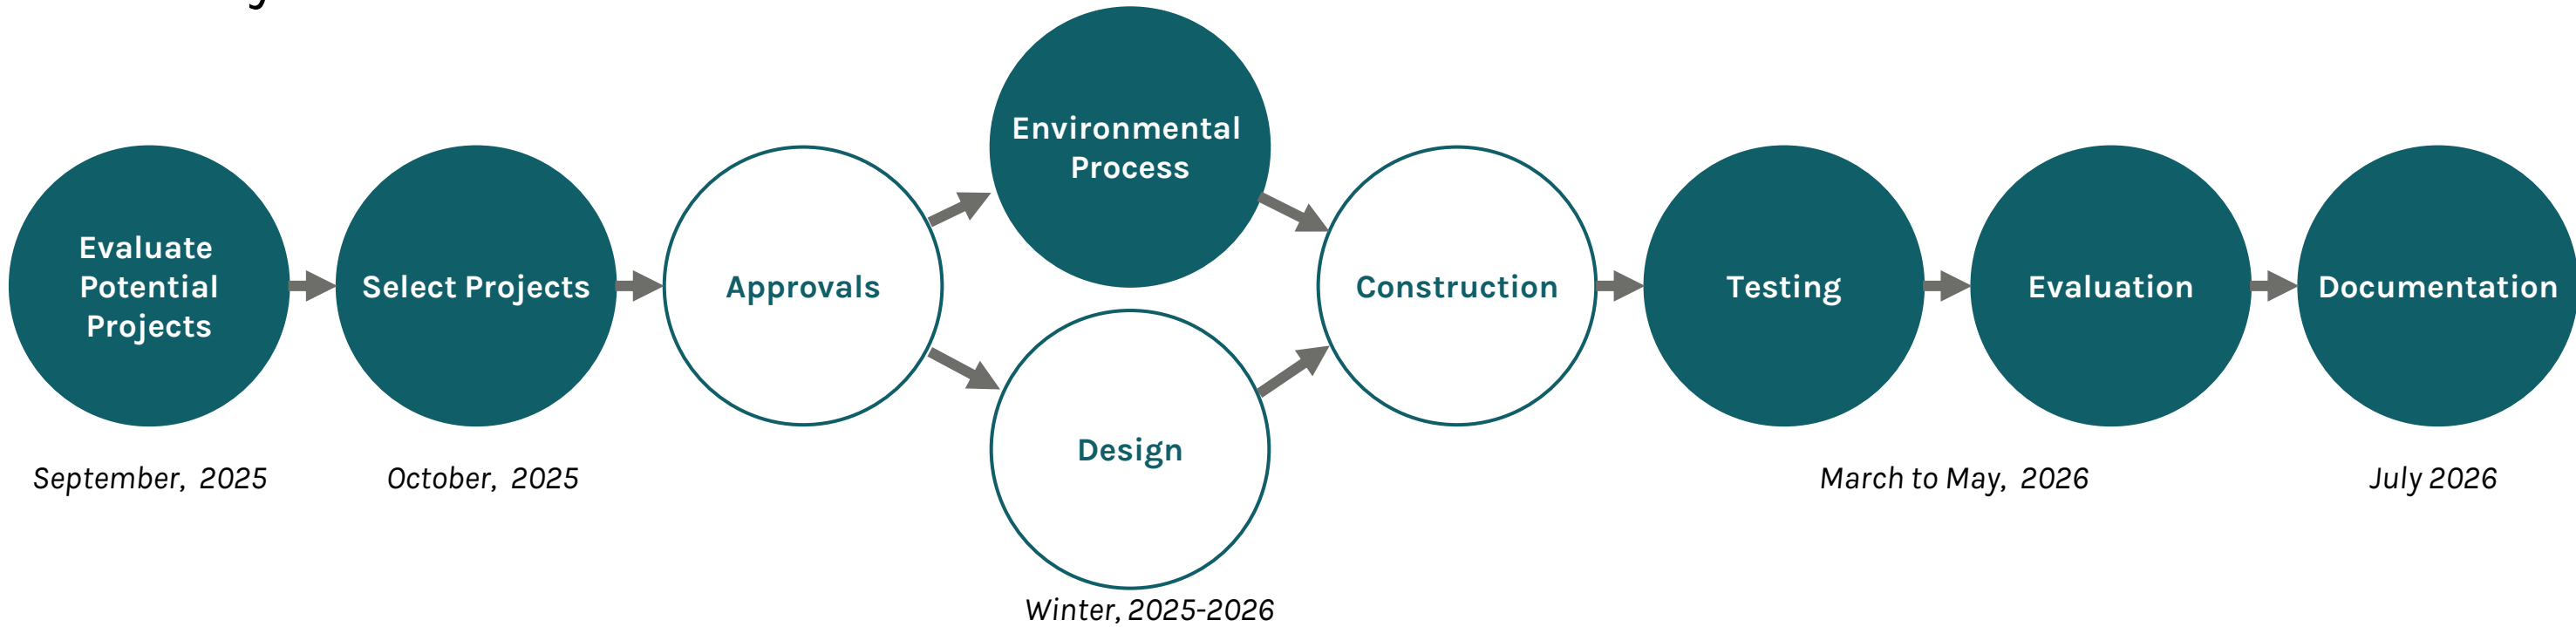 Evaluate
Potential
Projects
Select Projects
Approvals
Environmental
Process
Design
Construction
Testing
Evaluation
Documentation
September, 2025
October, 2025
Winter, 2025-2026
March to May, 2026
July 2026